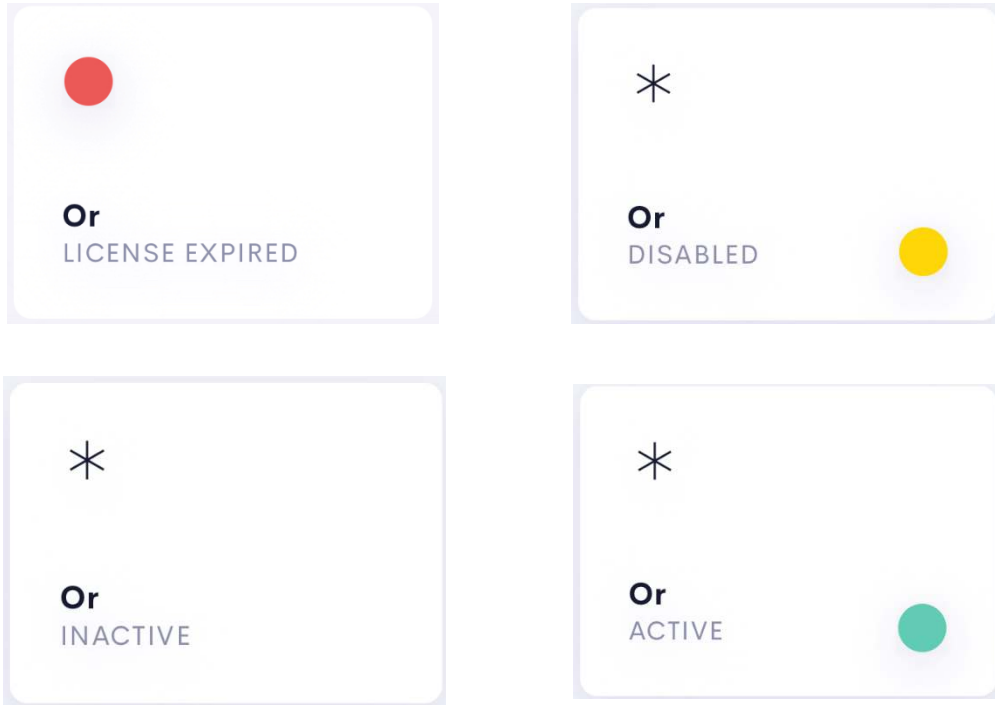 Or
LICENSE EXPIRED
Or
DISABLED
Or
INACTIVE
Or
ACTIVE